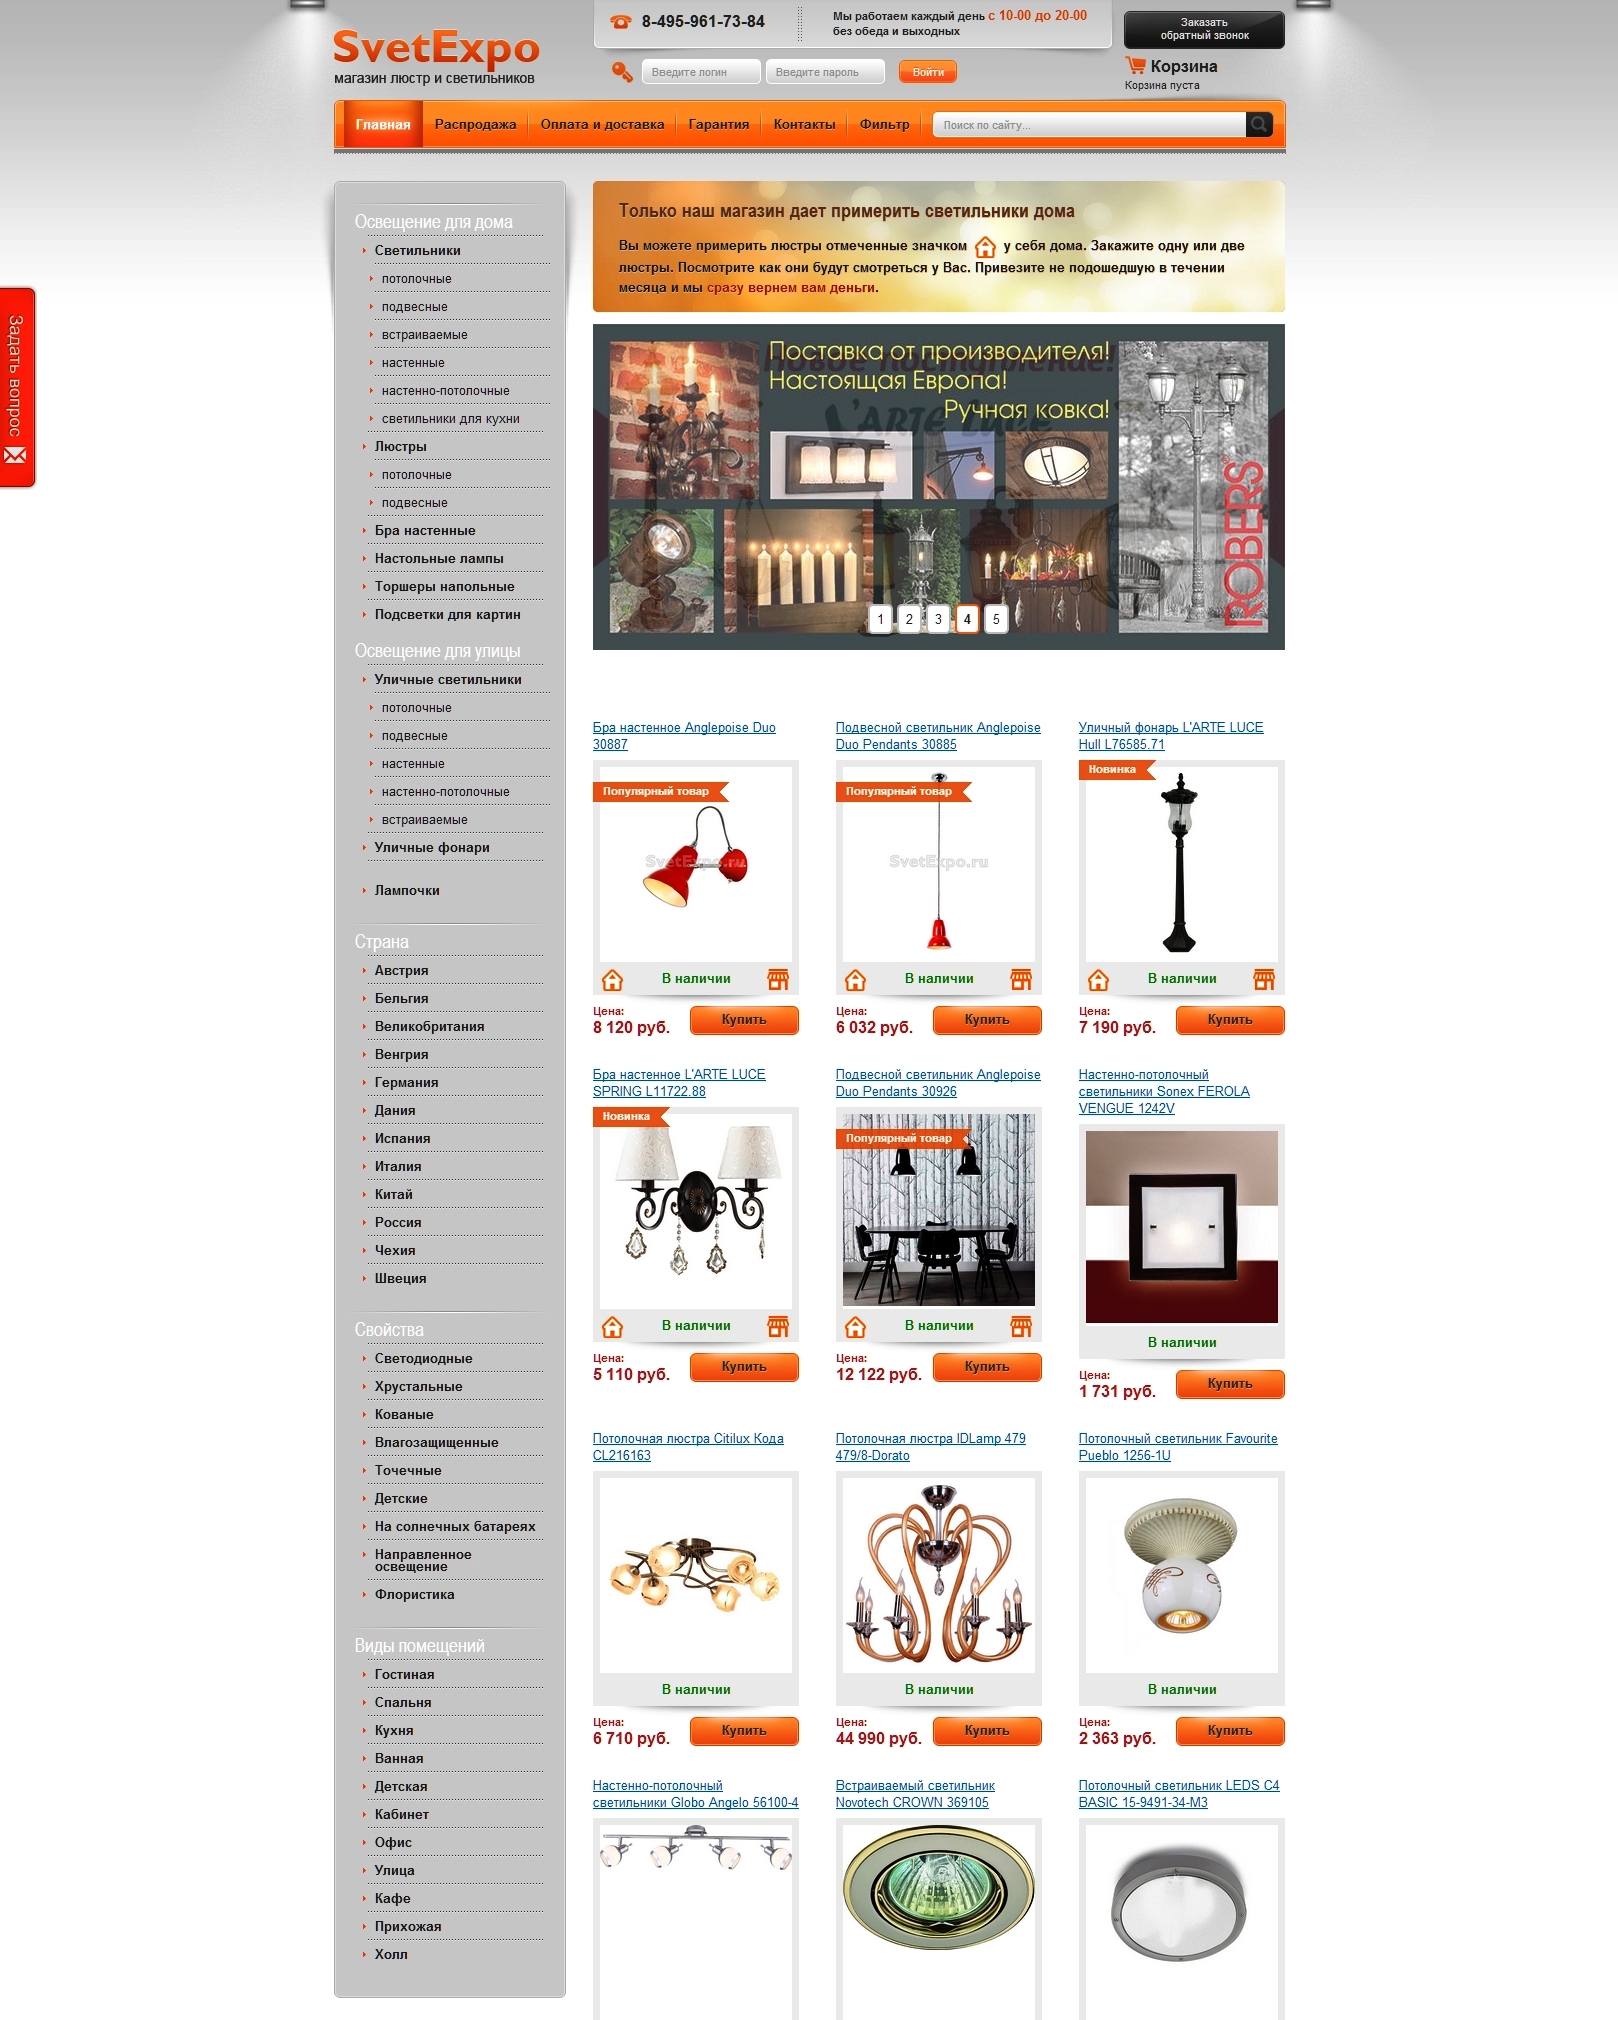 SvetExpo
магазин люстр и светильников
8-495-961-73-84
Мы работаем каждый день с 10-00 до 20-00
без обеда и выходных
Заказать
обратный звонок
Введите логин
Введите пароль
Войти
Корзина
Корзина пуста
Главная
Распродажа
Оплата и доставка
Гарантия
Контакты
Фильтр
Поиск по сайту...
Задать вопрос
Освещение для дома
Светильники
потолочные
подвесные
встраиваемые
настенные
настенно-потолочные
светильники для кухни
Люстры
потолочные
подвесные
Бра настенные
Настольные лампы
Торшеры напольные
Подсветки для картин
Освещение для улицы
Уличные светильники
потолочные
подвесные
настенные
настенно-потолочные
встраиваемые
Уличные фонари
Лампочки
Страна
Австрия
Бельгия
Великобритания
Венгрия
Германия
Дания
Испания
Италия
Китай
Россия
Чехия
Швеция
Свойства
Светодиодные
Хрустальные
Кованые
Влагозащищенные
Точечные
Детские
На солнечных батареях
Направленное
освещение
Флористика
Виды помещений
Гостиная
Спальня
Кухня
Ванная
Детская
Кабинет
Офис
Улица
Кафе
Прихожая
Холл
Только наш магазин дает примерить светильники дома
Вы можете примерить люстры отмеченные значком у себя дома. Закажите одну или две
люстры. Посмотрите как они будут смотреться у Вас. Привезите не подошедшую в течении
месяца и мы сразу вернем вам деньги.
Поставка от производителя!
Новое поступление!
Настоящая Европа!
Ручная ковка!
L'ARTE LUCE
ROBERS
1 2 3 4 5
Бра настенное Anglepoise Duo
30887
Популярный товар
SvetExpo.ru
В наличии
Цена:
8 120 руб.
Купить
Подвесной светильник Anglepoise
Duo Pendants 30885
Популярный товар
SvetExpo.ru
В наличии
Цена:
6 032 руб.
Купить
Уличный фонарь L'ARTE LUCE
Hull L76585.71
Новинка
В наличии
Цена:
7 190 руб.
Купить
Бра настенное L'ARTE LUCE
SPRING L11722.88
Новинка
В наличии
Цена:
5 110 руб.
Купить
Подвесной светильник Anglepoise
Duo Pendants 30926
Популярный товар
В наличии
Цена:
12 122 руб.
Купить
Настенно-потолочный
светильники Sonex FEROLA
VENGUE 1242V
В наличии
Цена:
1 731 руб.
Купить
Потолочная люстра Citilux Кода
CL216163
В наличии
Цена:
6 710 руб.
Купить
Потолочная люстра IDLamp 479
479/8-Dorato
В наличии
Цена:
44 990 руб.
Купить
Потолочный светильник Favourite
Pueblo 1256-1U
В наличии
Цена:
2 363 руб.
Купить
Настенно-потолочный
светильники Globo Angelo 56100-4
Встраиваемый светильник
Novotech CROWN 369105
Потолочный светильник LEDS C4
BASIC 15-9491-34-M3